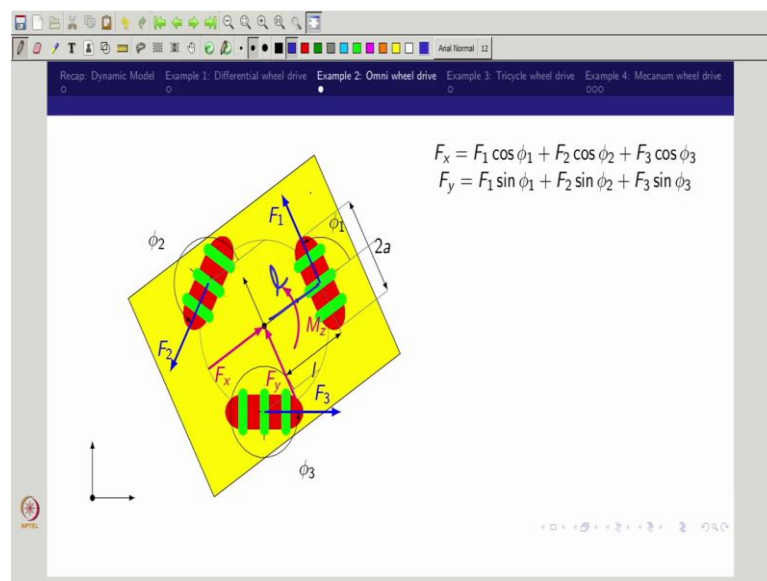 T
Arial Normal 12
Recap: Dynamic Model Example 1: Differential wheel drive Example 2: Omni wheel drive Example 3: Tricycle wheel drive Example 4: Mecanum wheel drive
F_x = F_1 cos ϕ_1 + F_2 cos ϕ_2 + F_3 cos ϕ_3
F_y = F_1 sin ϕ_1 + F_2 sin ϕ_2 + F_3 sin ϕ_3
F_1
ϕ_1
ϕ_2
2a
l
M_z
F_2
F_x
F_y
l
F_3
ϕ_3
NPTEL